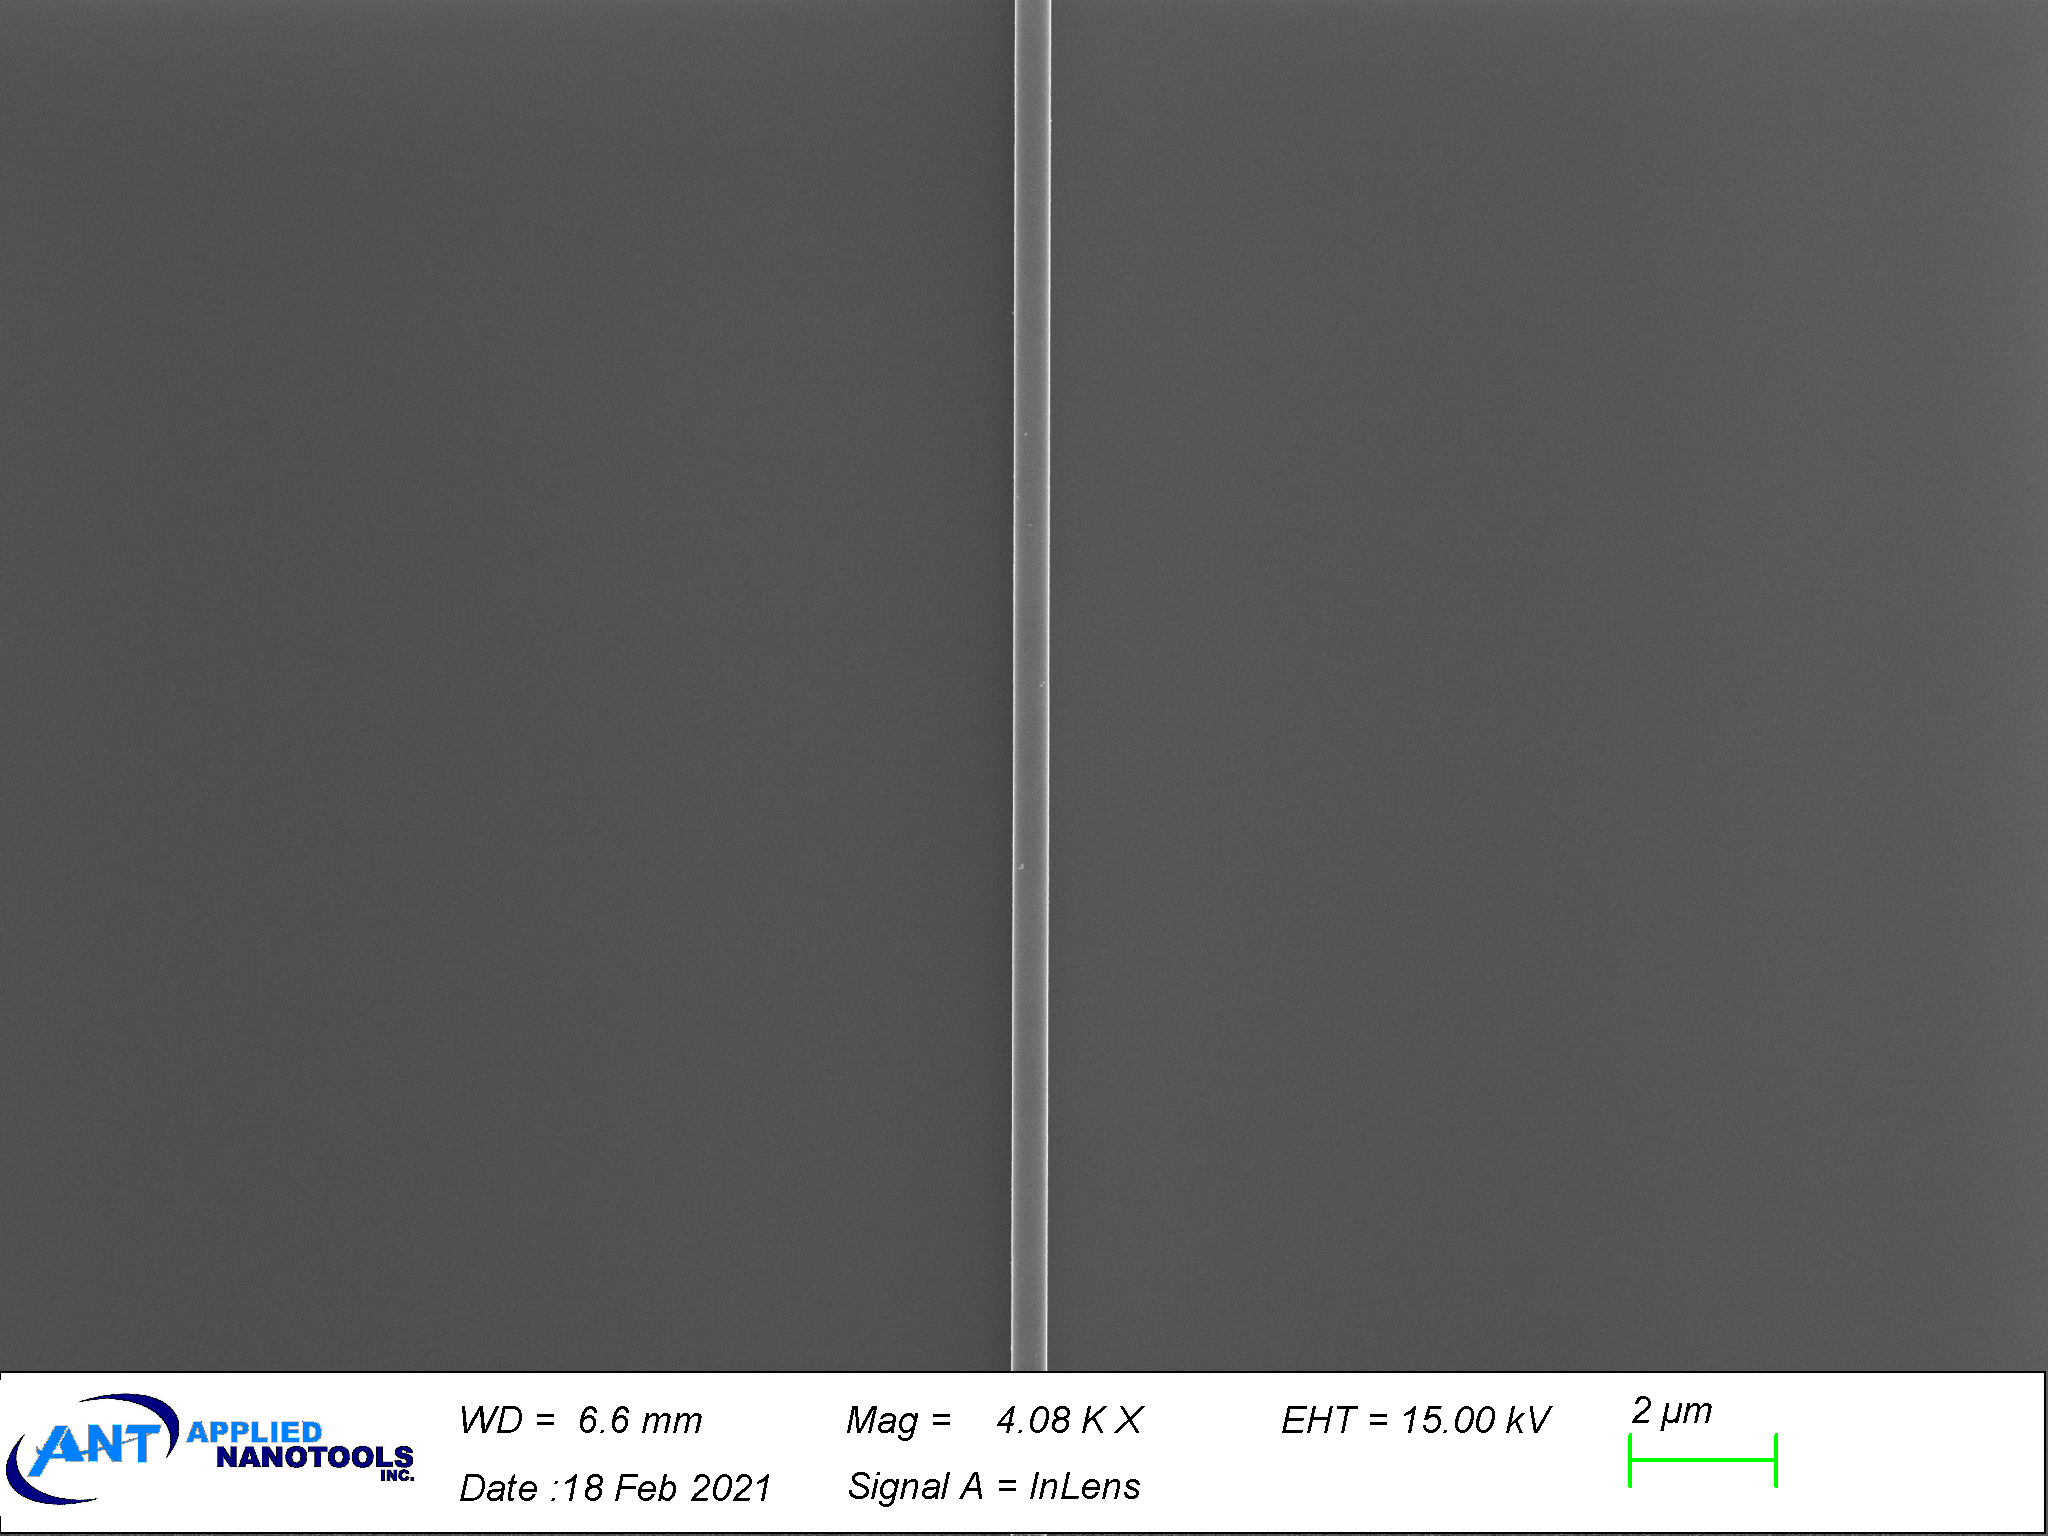 ANT APPLIED
NANOTOOLS
INC.
WD = 6.6 mm
Date :18 Feb 2021
Mag = 4.08 K X
Signal A = InLens
EHT = 15.00 kV
2 µm